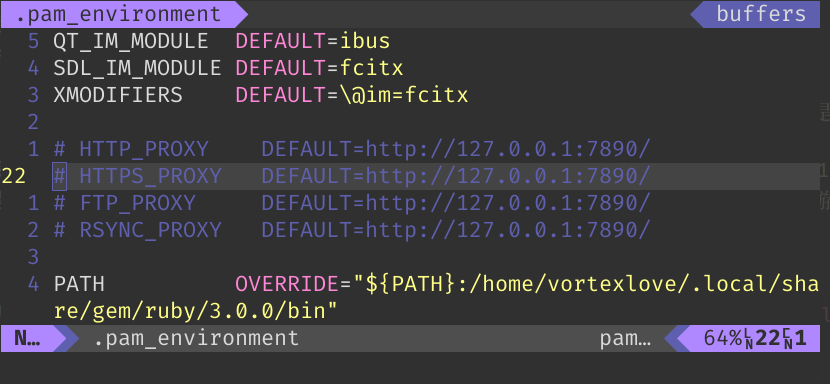 .pam_environment buffers
5 QT_IM_MODULE DEFAULT=ibus
4 SDL_IM_MODULE DEFAULT=fcitx
3 XMODIFIERS DEFAULT=\@im=fcitx
2
1 # HTTP_PROXY DEFAULT=http://127.0.0.1:7890/
22 # HTTPS_PROXY DEFAULT=http://127.0.0.1:7890/
1 # FTP_PROXY DEFAULT=http://127.0.0.1:7890/
2 # RSYNC_PROXY DEFAULT=http://127.0.0.1:7890/
3
4 PATH OVERRIDE="${PATH}:/home/vortexlove/.local/sha
re/gem/ruby/3.0.0/bin"
N… .pam_environment pam… 64% LN 22 CN 1